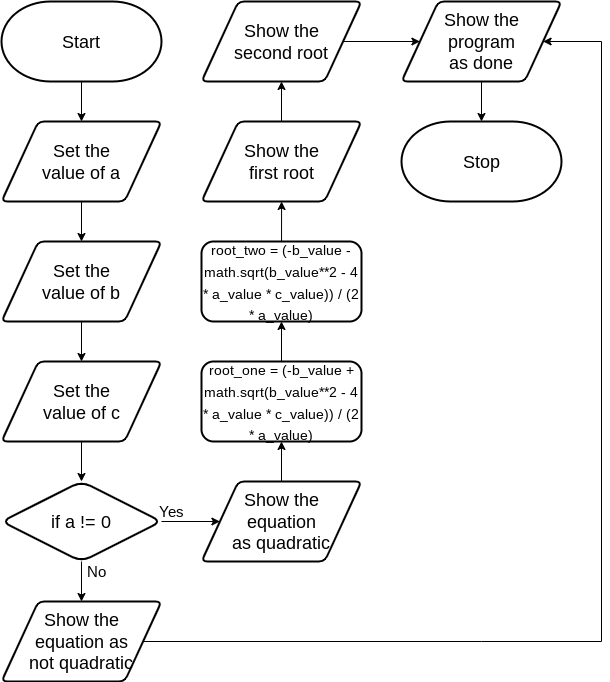 Start
Set the
value of a
Set the
value of b
Set the
value of c
if a != 0
Yes
No
Show the
equation as
not quadratic
Show the
equation
as quadratic
root_one = (-b_value +
math.sqrt(b_value**2 - 4
* a_value * c_value)) / (2
* a_value)
root_two = (-b_value -
math.sqrt(b_value**2 - 4
* a_value * c_value)) / (2
* a_value)
Show the
first root
Show the
second root
Show the
program
as done
Stop